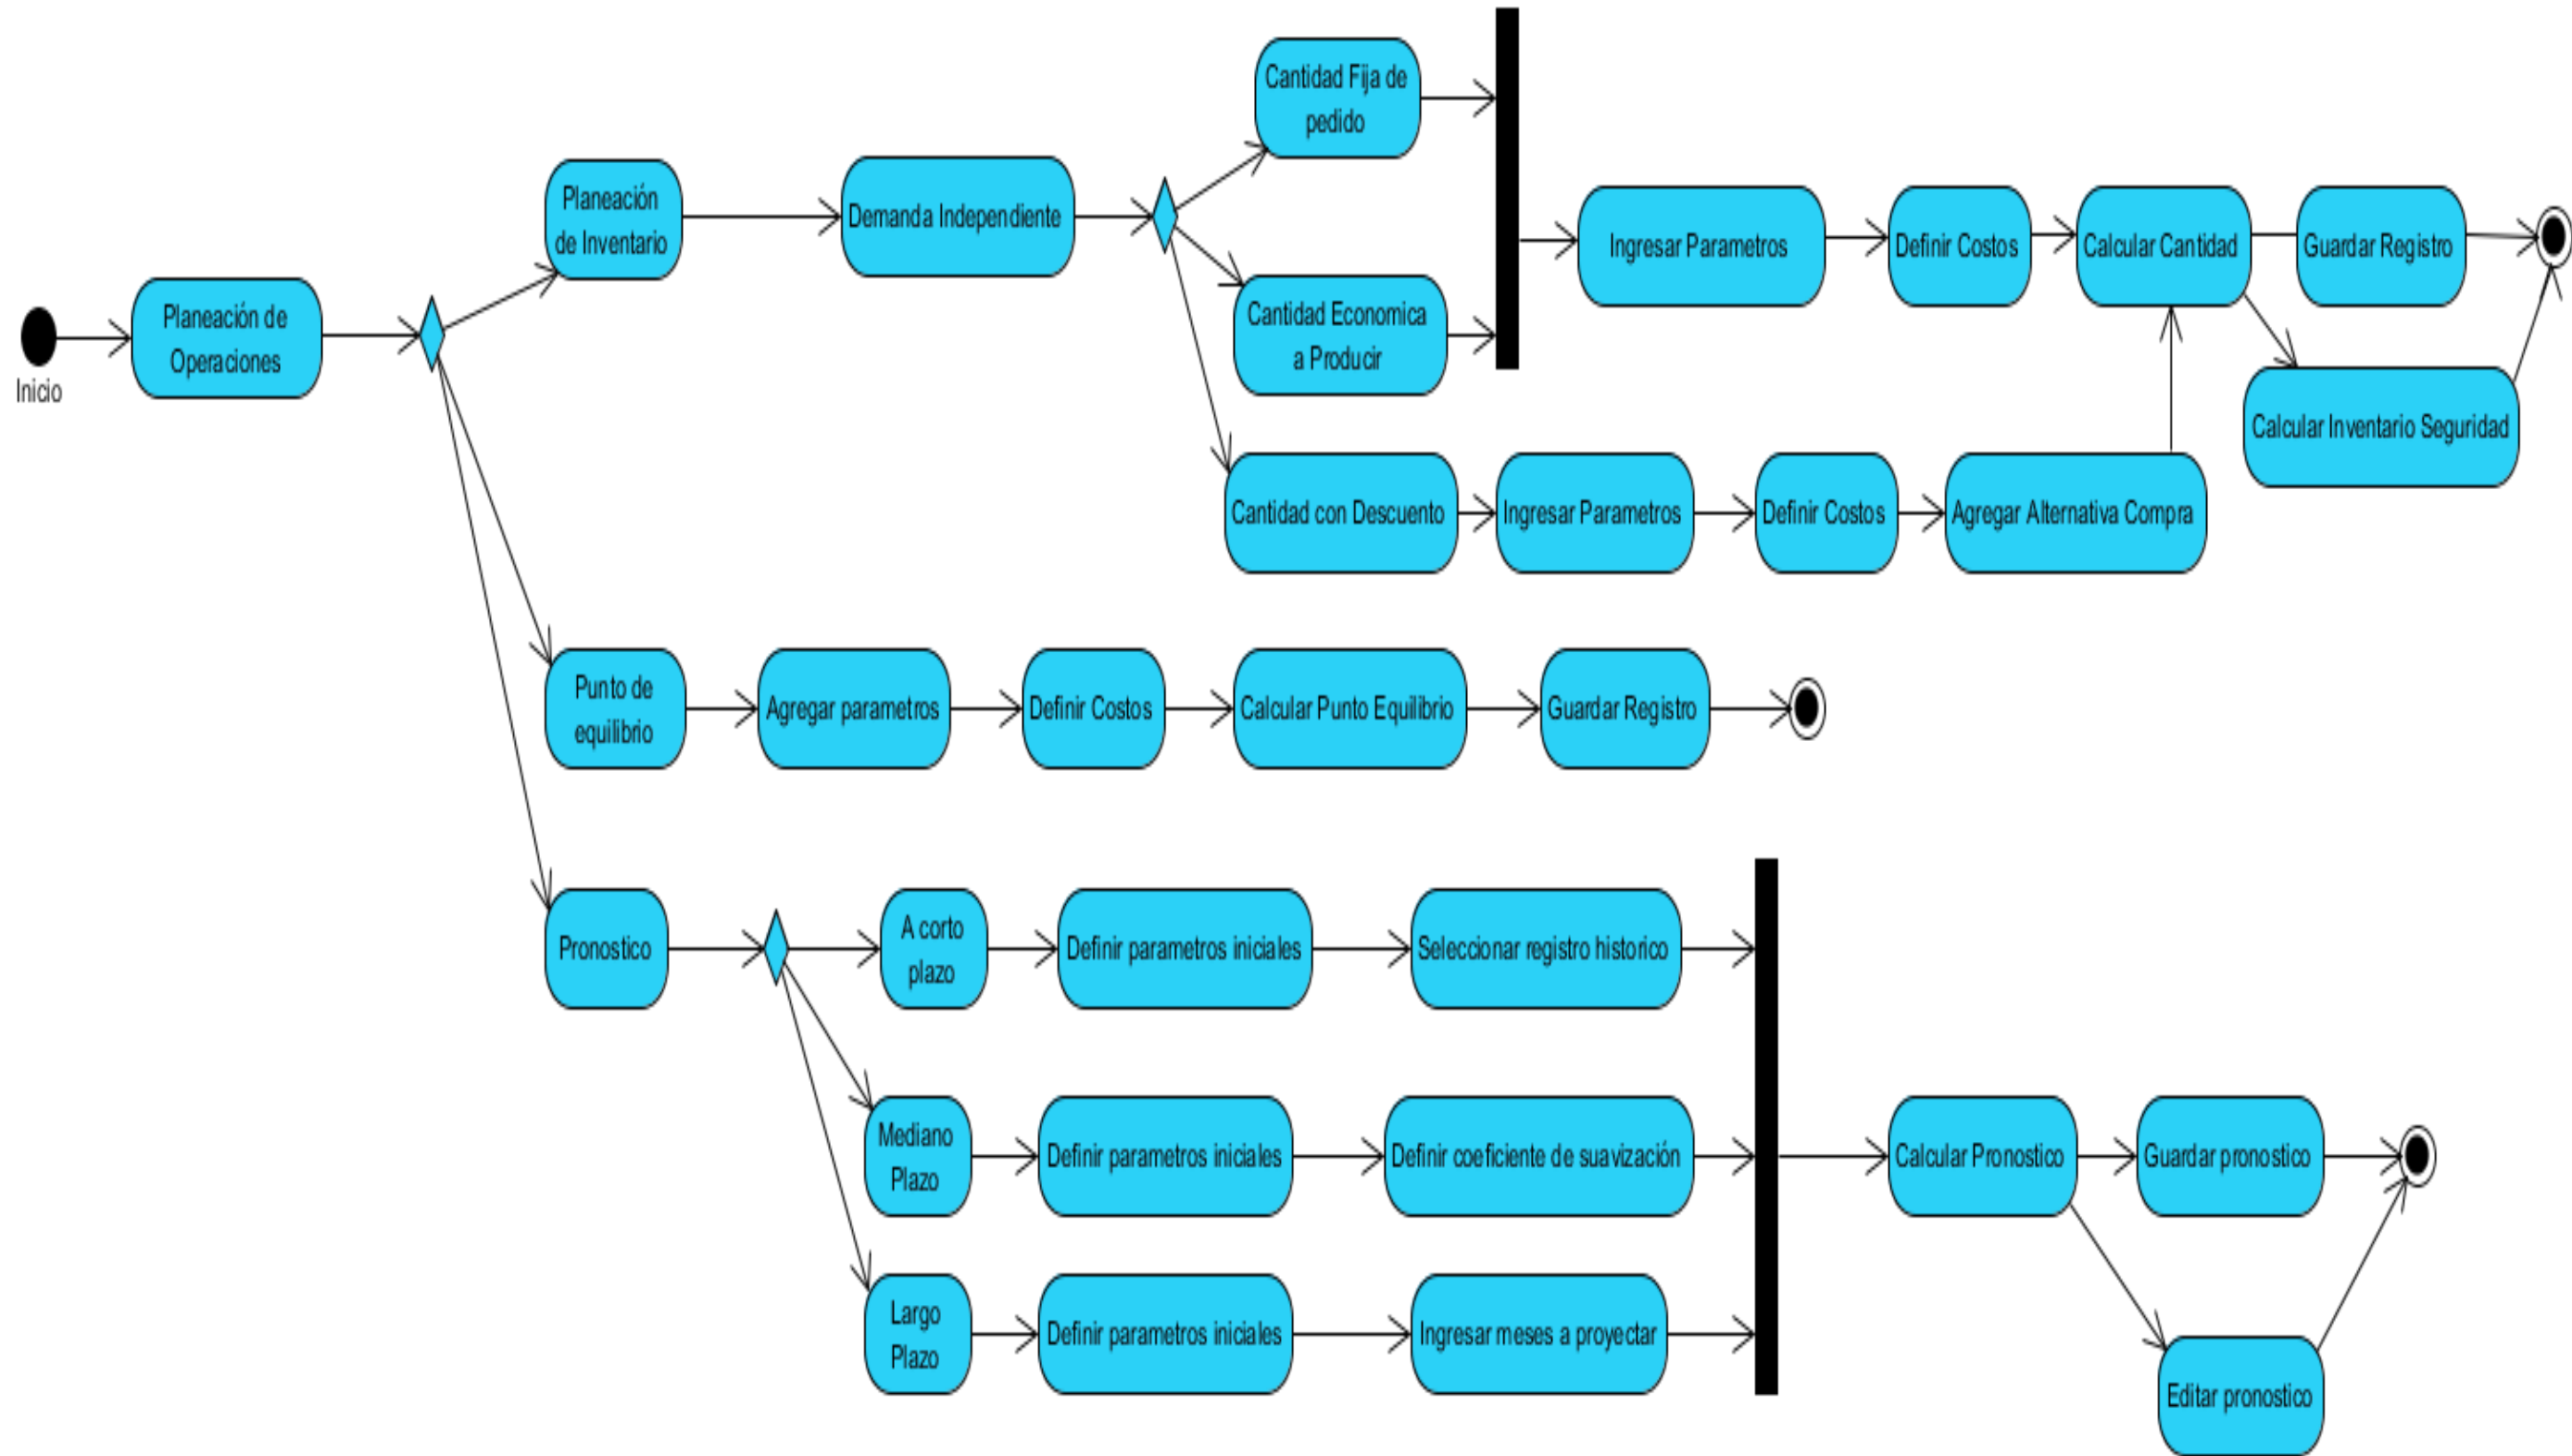 Inicio
Planeación de
Operaciones
Planeación
de Inventario
Demanda Independiente
Cantidad Fija de
pedido
Cantidad Economica
a Producir
Ingresar Parametros
Definir Costos
Calcular Cantidad
Guardar Registro
Calcular Inventario Seguridad
Cantidad con Descuento
Ingresar Parametros
Definir Costos
Agregar Alternativa Compra
Punto de
equilibrio
Agregar parametros
Definir Costos
Calcular Punto Equilibrio
Guardar Registro
Pronostico
A corto
plazo
Definir parametros iniciales
Seleccionar registro historico
Mediano
Plazo
Definir parametros iniciales
Definir coeficiente de suavización
Largo
Plazo
Definir parametros iniciales
Ingresar meses a proyectar
Calcular Pronostico
Guardar pronostico
Editar pronostico